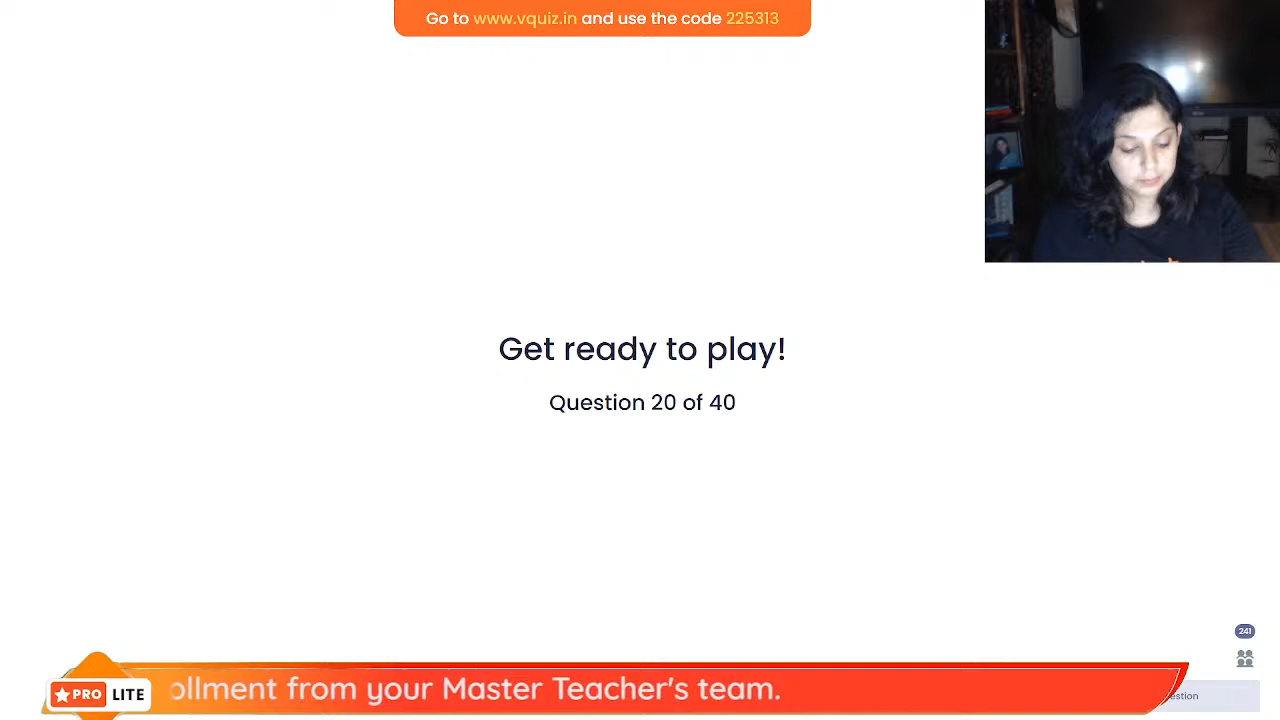 Go to www.vquiz.in and use the code 225313
Get ready to play!
Question 20 of 40
241
PRO LITE
ollment from your Master Teacher's team.
estion